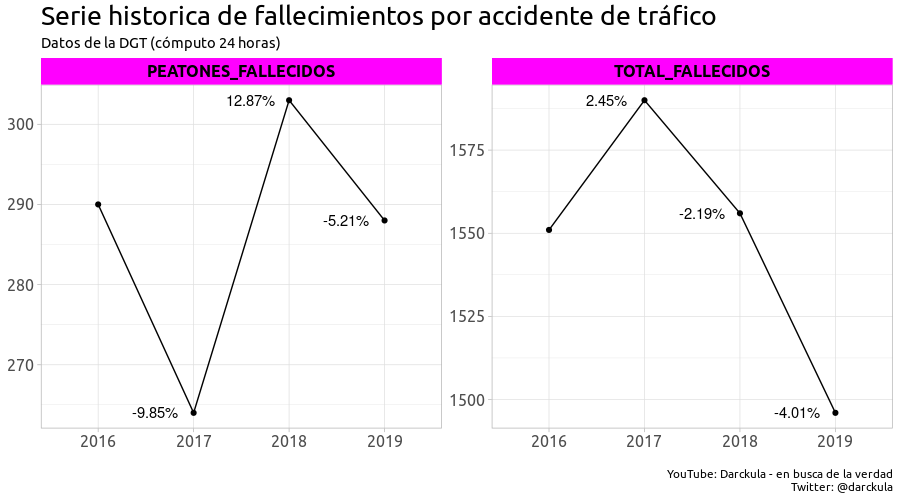 Serie historica de fallecimientos por accidente de tráfico
Datos de la DGT (cómputo 24 horas)
PEATONES_FALLECIDOS
300
290
280
270
12.87%
-5.21%
-9.85%
2016 2017 2018 2019
TOTAL_FALLECIDOS
1575
1550
1525
1500
2.45%
-2.19%
-4.01%
2016 2017 2018 2019
YouTube: Darckula - en busca de la verdad
Twitter: @darckula